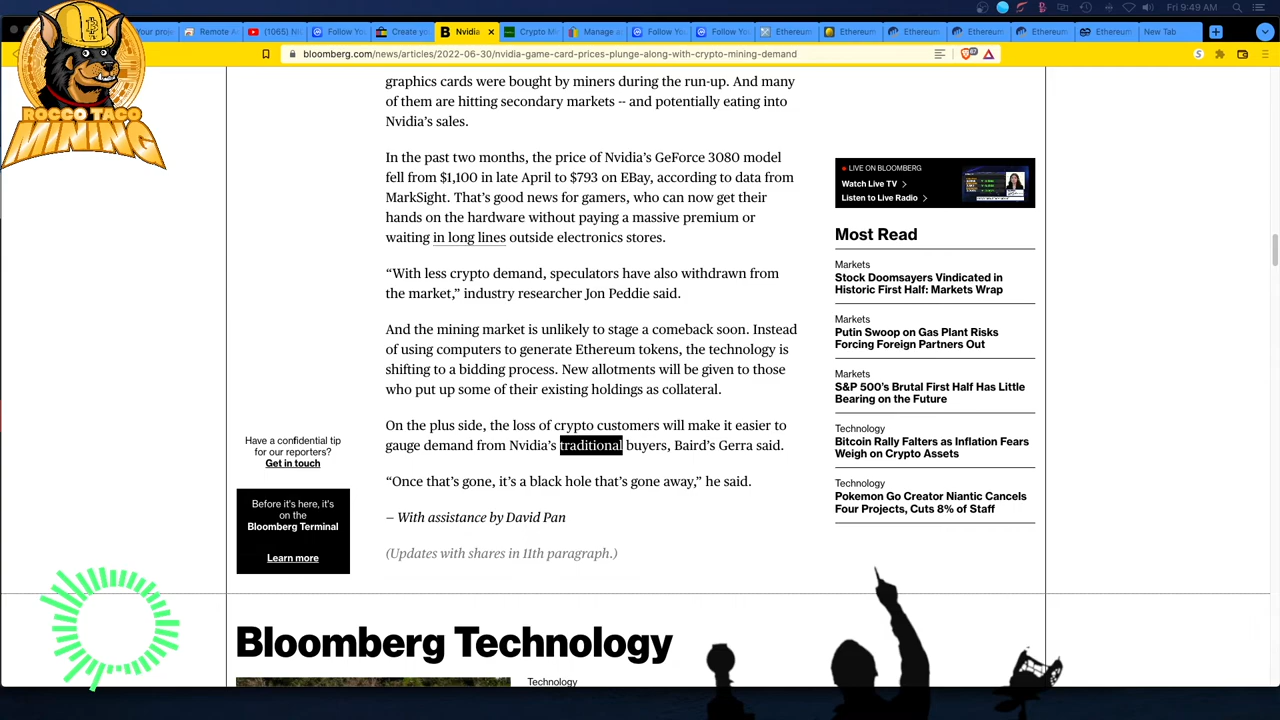 Fri 9:49 AM
Your proje
Remote A
(1065) NI
Follow Yo
Create yo
Nvidia
Crypto Mi
Manage a
Follow Yo
Follow You
Ethereum
Ethereum
Ethereum
Ethereum
Ethereum
Ethereum
New Tab
bloomberg.com/news/articles/2022-06-30/nvidia-game-card-prices-plunge-along-with-crypto-mining-demand
ROCCO TACO
MINING
graphics cards were bought by miners during the run-up. And many
of them are hitting secondary markets -- and potentially eating into
Nvidia’s sales.
In the past two months, the price of Nvidia’s GeForce 3080 model
fell from $1,100 in late April to $793 on EBay, according to data from
MarkSight. That’s good news for gamers, who can now get their
hands on the hardware without paying a massive premium or
waiting in long lines outside electronics stores.
“With less crypto demand, speculators have also withdrawn from
the market,” industry researcher Jon Peddie said.
And the mining market is unlikely to stage a comeback soon. Instead
of using computers to generate Ethereum tokens, the technology is
shifting to a bidding process. New allotments will be given to those
who put up some of their existing holdings as collateral.
On the plus side, the loss of crypto customers will make it easier to
gauge demand from Nvidia’s traditional buyers, Baird’s Gerra said.
“Once that’s gone, it’s a black hole that’s gone away,” he said.
– With assistance by David Pan
(Updates with shares in 11th paragraph.)
Have a confidential tip
for our reporters?
Get in touch
Before it's here, it's
on the
Bloomberg Terminal
Learn more
LIVE ON BLOOMBERG
Watch Live TV
Listen to Live Radio
Most Read
Markets
Stock Doomsayers Vindicated in
Historic First Half: Markets Wrap
Markets
Putin Swoop on Gas Plant Risks
Forcing Foreign Partners Out
Markets
S&P 500’s Brutal First Half Has Little
Bearing on the Future
Technology
Bitcoin Rally Falters as Inflation Fears
Weigh on Crypto Assets
Technology
Pokemon Go Creator Niantic Cancels
Four Projects, Cuts 8% of Staff
Bloomberg Technology
Technology